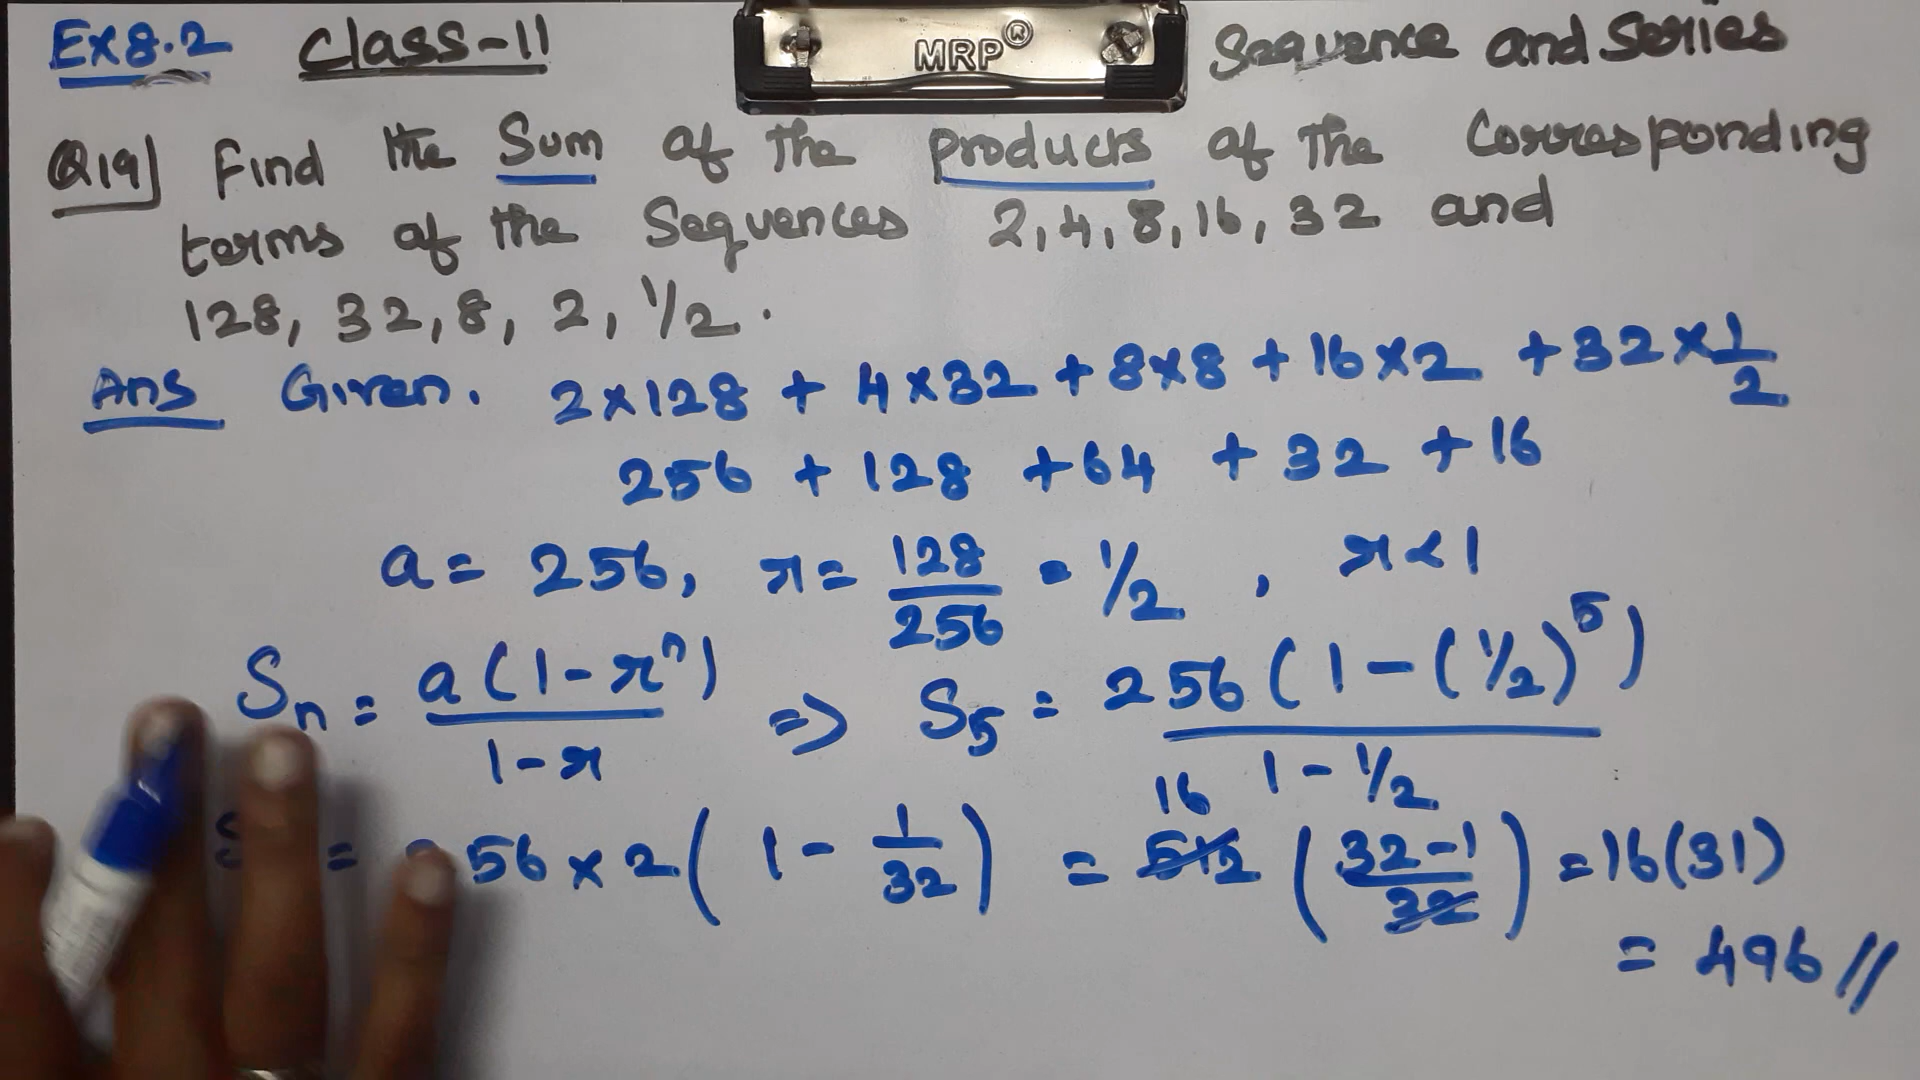 Ex 8.2 Class-11 MRP® Sequence and Series
Q19] Find the Sum of The products of The Corresponding
terms of the Sequences 2, 4, 8, 16, 32 and
128, 32, 8, 2, 1/2.
Ans Given. 2×128 + 4×32 + 8×8 + 16×2 + 32×1/2
256 + 128 + 64 + 32 + 16
a = 256, r = 128/256 = 1/2, r < 1
Sn = a(1-rⁿ)/1-r => S5 = 256(1-(1/2)⁵)/1-1/2
S = 56×2(1 - 1/32) = 512 16 (32-1/32) = 16(31)
= 496//